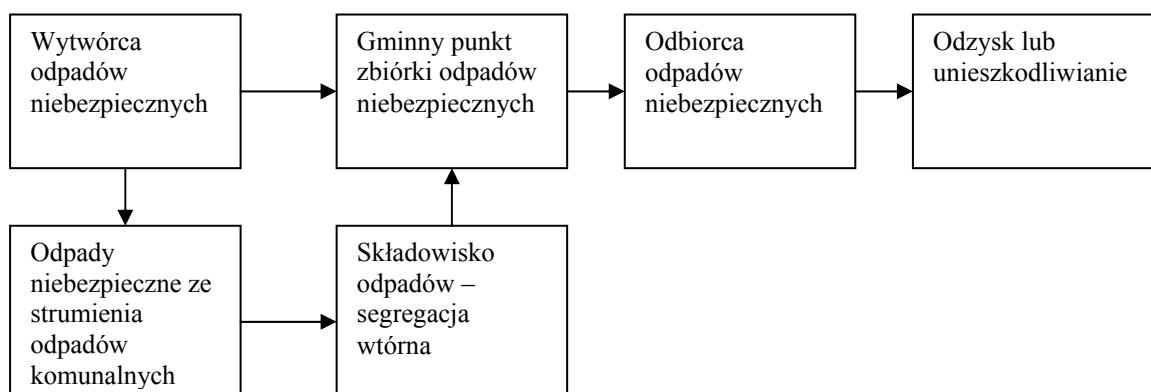 Wytwórca
odpadów
niebezpiecznych
Gminny punkt
zbiórki odpadów
niebezpiecznych
Odbiorca
odpadów
niebezpiecznych
Odzysk lub
unieszkodliwianie
Odpady
niebezpieczne ze
strumienia
odpadów
komunalnych
Składowisko
odpadów –
segregacja
wtórna